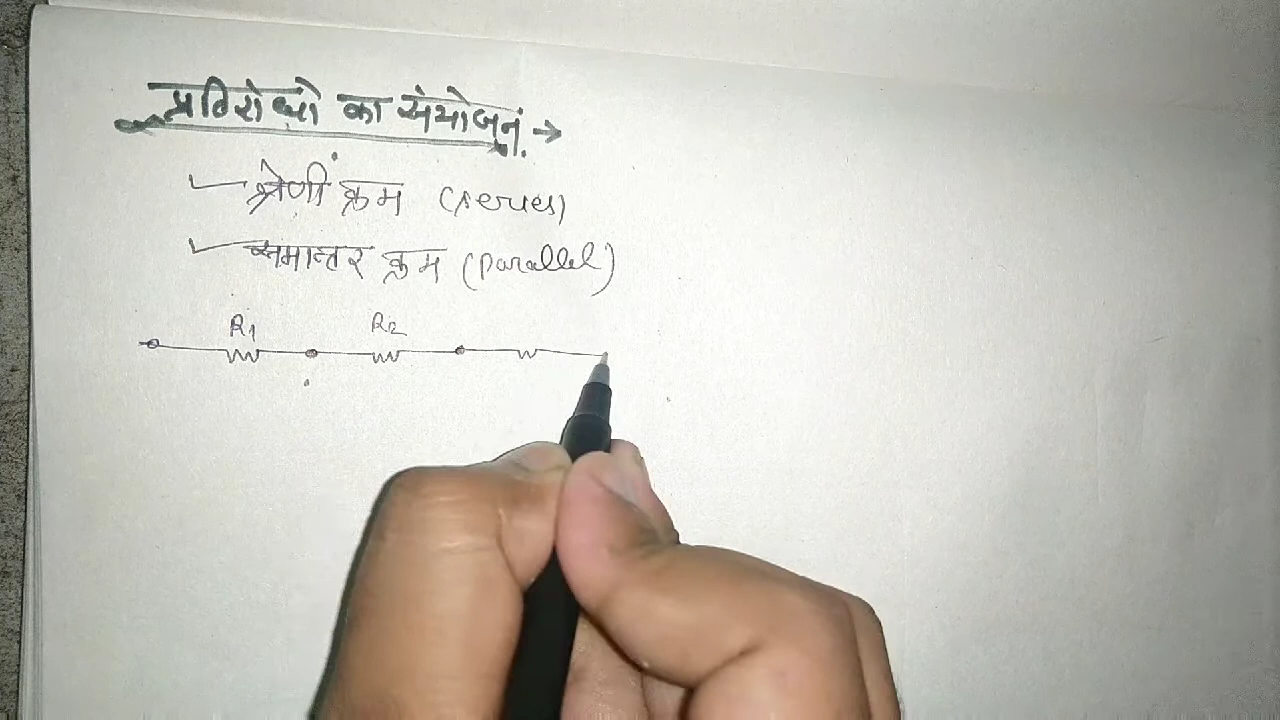 प्रतिरोधो का संयोजन →
श्रेणीं क्रम (series)
समान्तर क्रम (parallel)
R1 R2